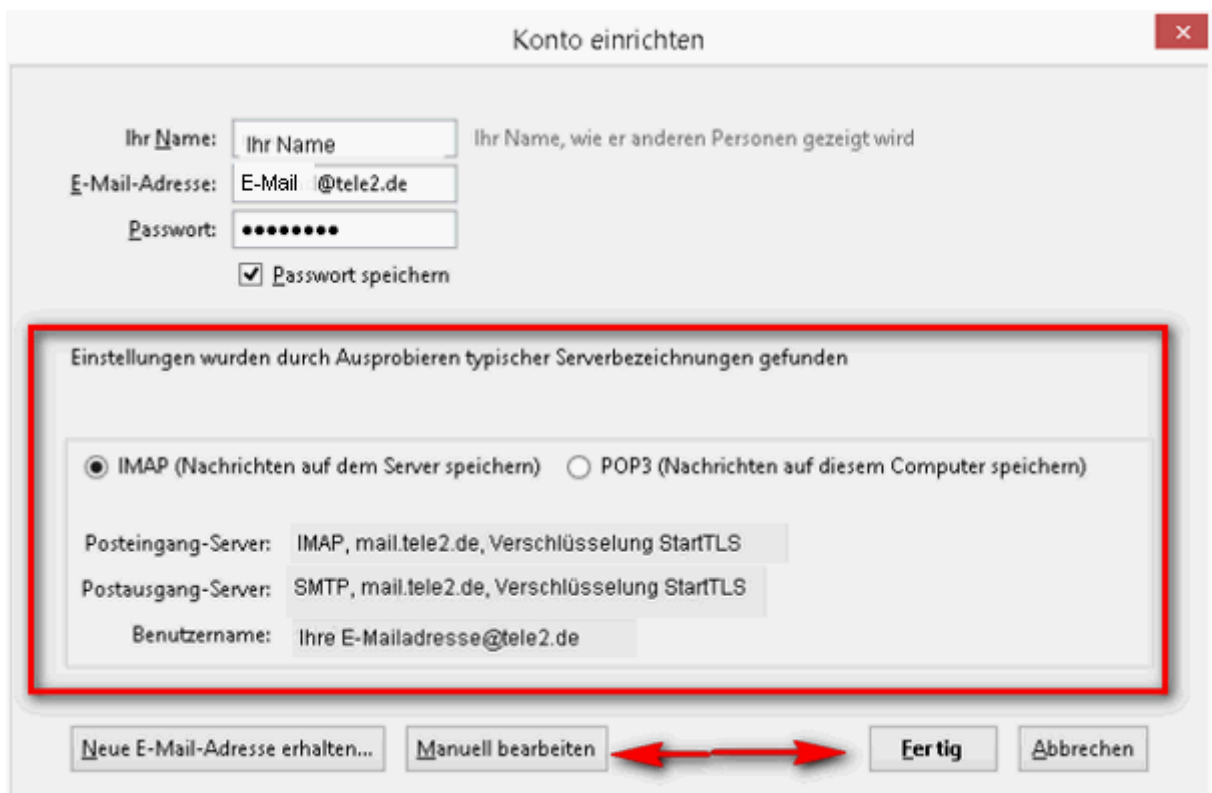 Konto einrichten
Ihr Name: Ihr Name Ihr Name, wie er anderen Personen gezeigt wird
E-Mail-Adresse: E-Mail @tele2.de
Passwort: ●●●●●●●●
Passwort speichern
Einstellungen wurden durch Ausprobieren typischer Serverbezeichnungen gefunden
IMAP (Nachrichten auf dem Server speichern) POP3 (Nachrichten auf diesem Computer speichern)
Posteingang-Server: IMAP, mail.tele2.de, Verschlüsselung StartTLS
Postausgang-Server: SMTP, mail.tele2.de, Verschlüsselung StartTLS
Benutzername: Ihre E-Mailadresse@tele2.de
Neue E-Mail-Adresse erhalten... Manuell bearbeiten Fertig Abbrechen